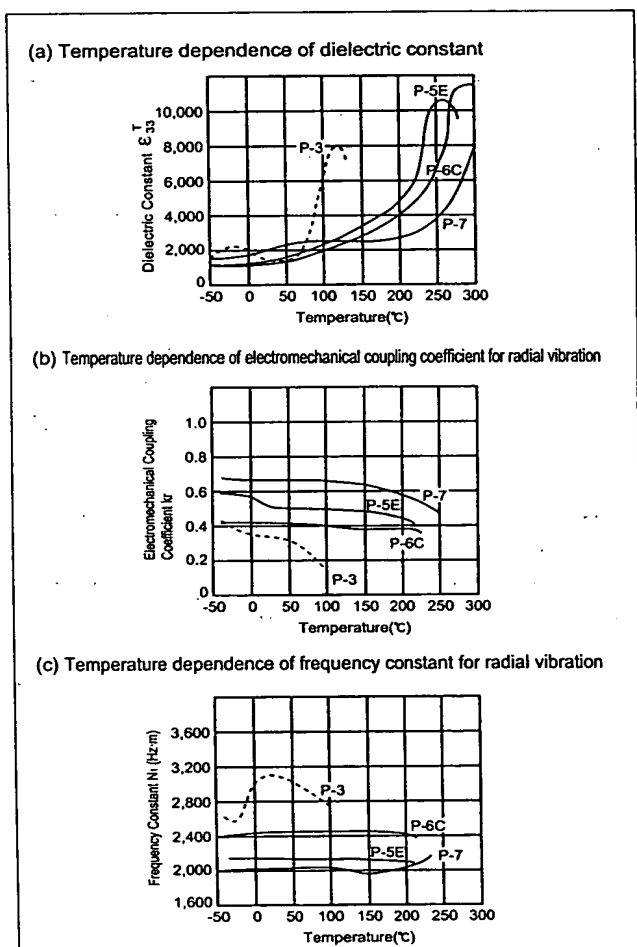 (a) Temperature dependence of dielectric constant
Dielectric Constant ε₃₃ᵀ
10,000
8,000
6,000
4,000
2,000
0
P-5E
P-3
P-6C
P-7
-50 0 50 100 150 200 250 300
Temperature(℃)
(b) Temperature dependence of electromechanical coupling coefficient for radial vibration
Electromechanical Coupling
Coefficient kr
1.0
0.8
0.6
0.4
0.2
0
P-7
P-5E
P-6C
P-3
-50 0 50 100 150 200 250 300
Temperature(℃)
(c) Temperature dependence of frequency constant for radial vibration
Frequency Constant N₁ (Hz·m)
3,600
3,200
2,800
2,400
2,000
1,600
P-3
P-6C
P-5E
P-7
-50 0 50 100 150 200 250 300
Temperature(℃)